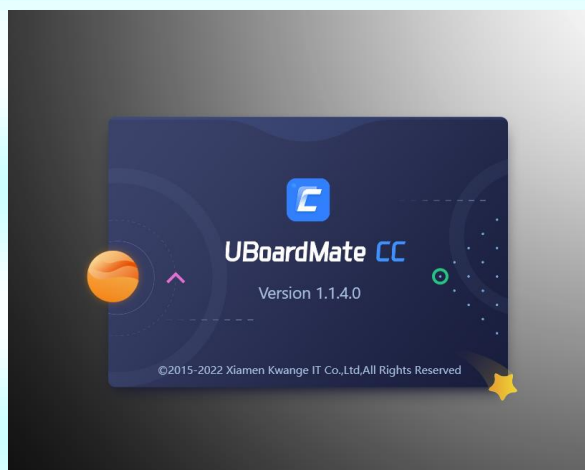 UBoardMate CC
Version 1.1.4.0
©2015-2022 Xiamen Kwange IT Co.,Ltd,All Rights Reserved